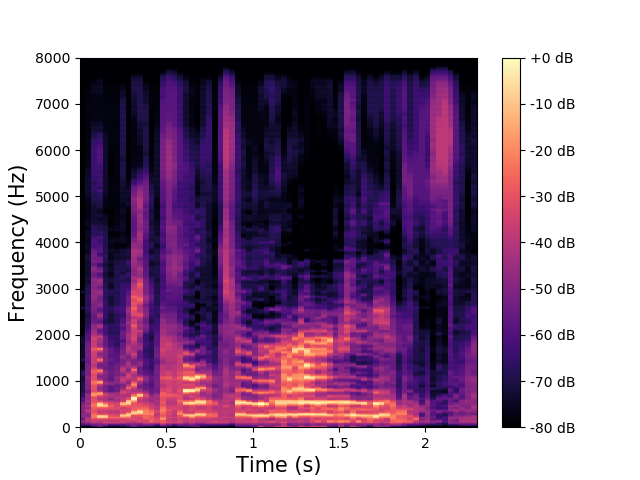 8000
7000
6000
5000
4000
3000
2000
1000
0
Frequency (Hz)
0 0.5 1 1.5 2
Time (s)
+0 dB
-10 dB
-20 dB
-30 dB
-40 dB
-50 dB
-60 dB
-70 dB
-80 dB